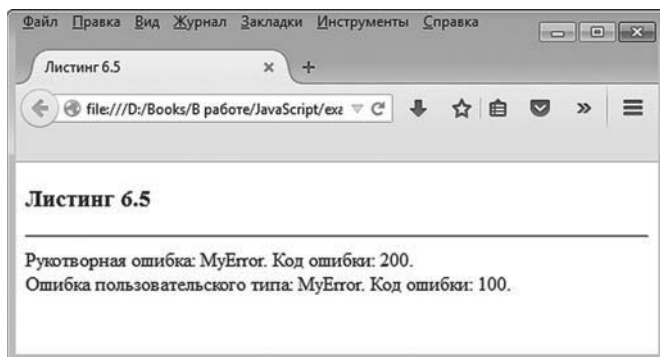 Файл Правка Вид Журнал Закладки Инструменты Справка
Листинг 6.5
file:///D:/Books/В работе/JavaScript/exa
Листинг 6.5
Рукотворная ошибка: MyError. Код ошибки: 200.
Ошибка пользовательского типа: MyError. Код ошибки: 100.